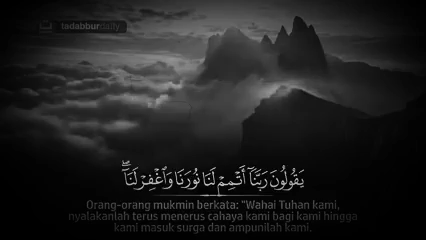 tadabburdaily
يَقُولُونَ رَبَّنَآ أَتْمِمْ لَنَا نُورَنَا وَٱغْفِرْ لَنَآ ۖ
Orang-orang mukmin berkata: "Wahai Tuhan kami,
nyalakanlah terus menerus cahaya kami bagi kami hingga
kami masuk surga dan ampunilah kami.